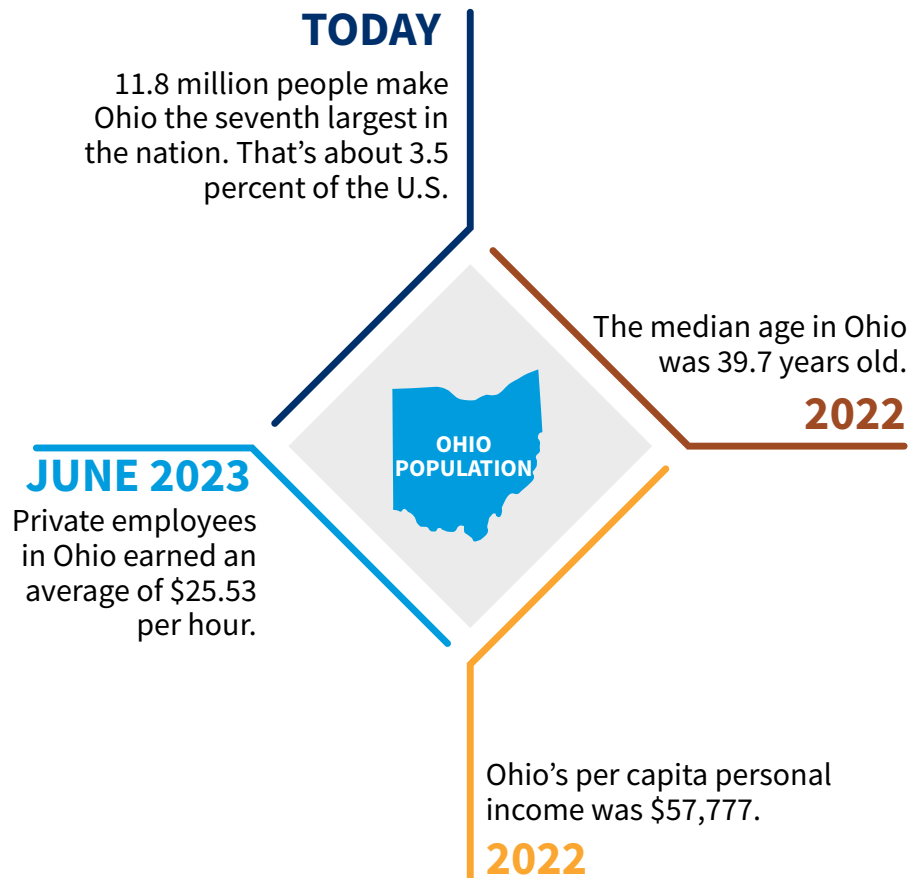 TODAY
11.8 million people make
Ohio the seventh largest in
the nation. That’s about 3.5
percent of the U.S.
The median age in Ohio
was 39.7 years old.
2022
OHIO
POPULATION
JUNE 2023
Private employees
in Ohio earned an
average of $25.53
per hour.
Ohio’s per capita personal
income was $57,777.
2022